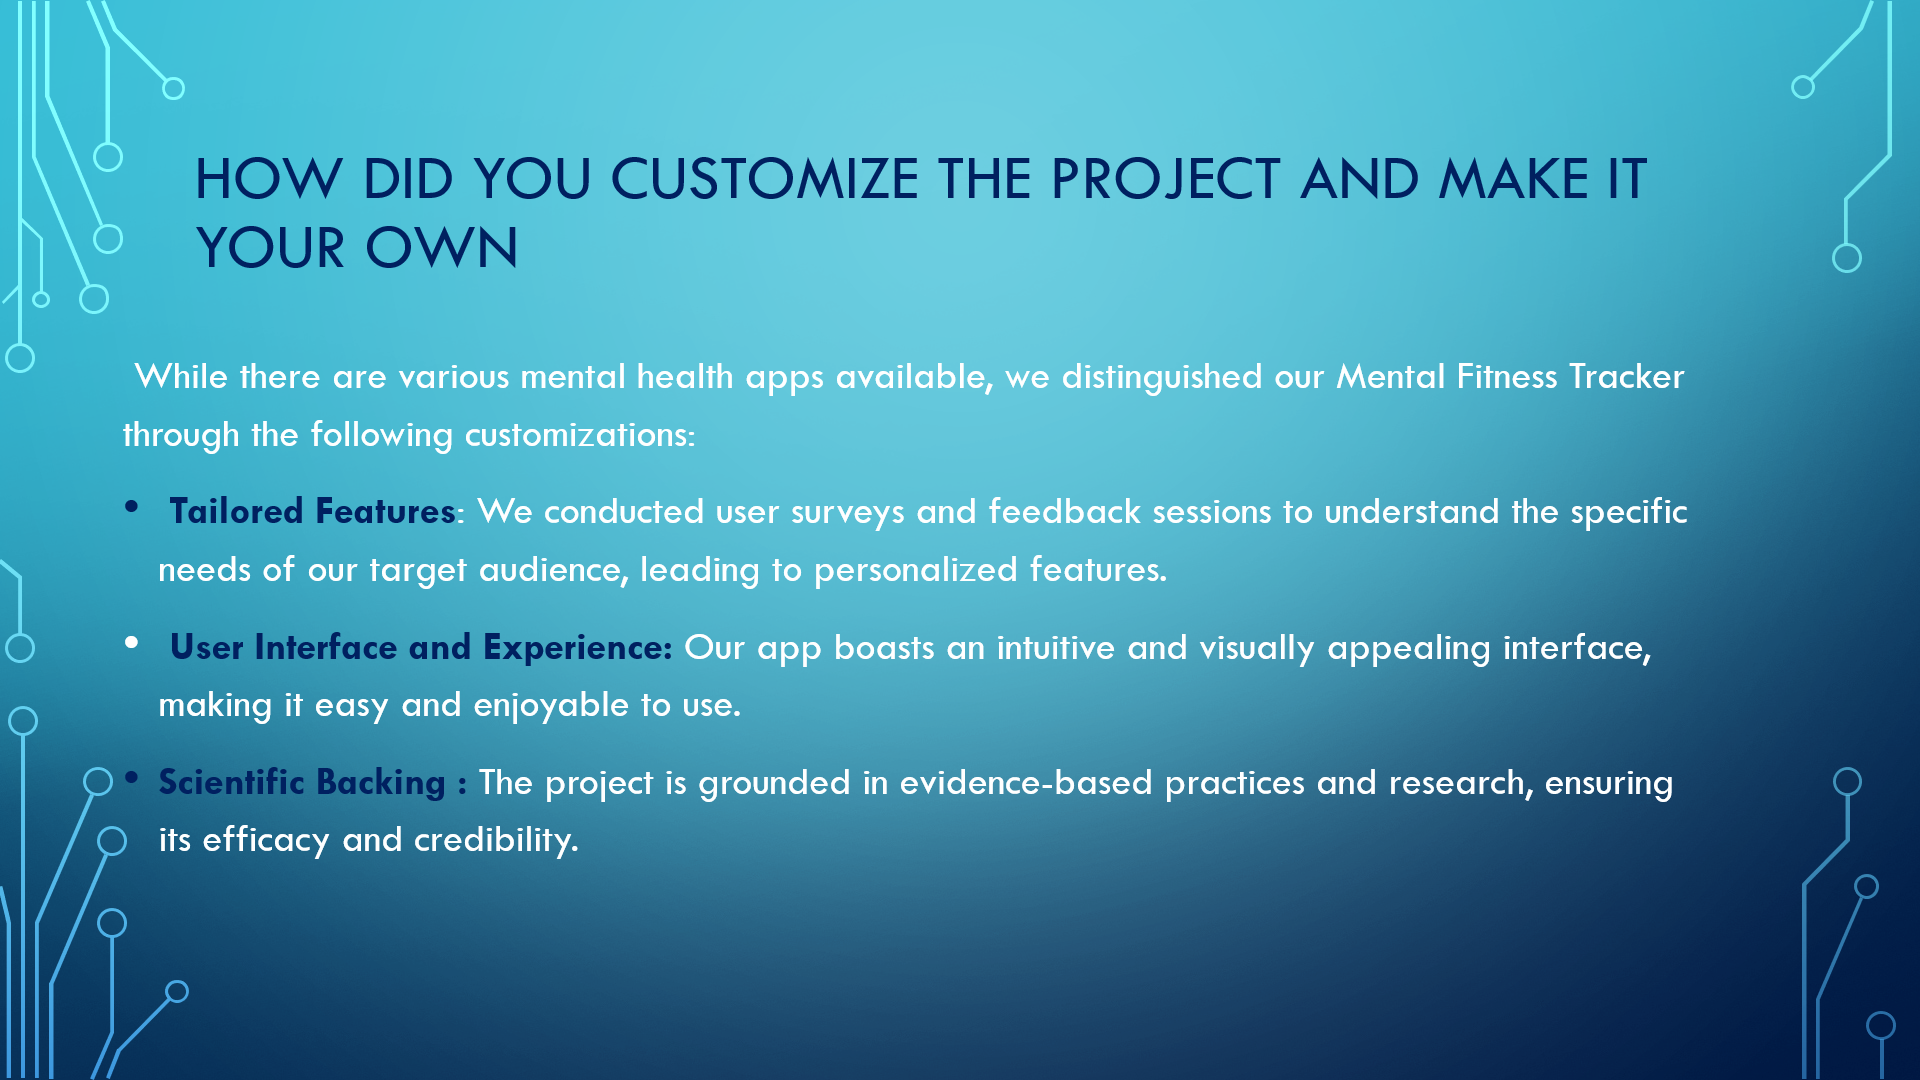 HOW DID YOU CUSTOMIZE THE PROJECT AND MAKE IT
YOUR OWN
While there are various mental health apps available, we distinguished our Mental Fitness Tracker
through the following customizations:
• Tailored Features: We conducted user surveys and feedback sessions to understand the specific
needs of our target audience, leading to personalized features.
• User Interface and Experience: Our app boasts an intuitive and visually appealing interface,
making it easy and enjoyable to use.
• Scientific Backing : The project is grounded in evidence-based practices and research, ensuring
its efficacy and credibility.